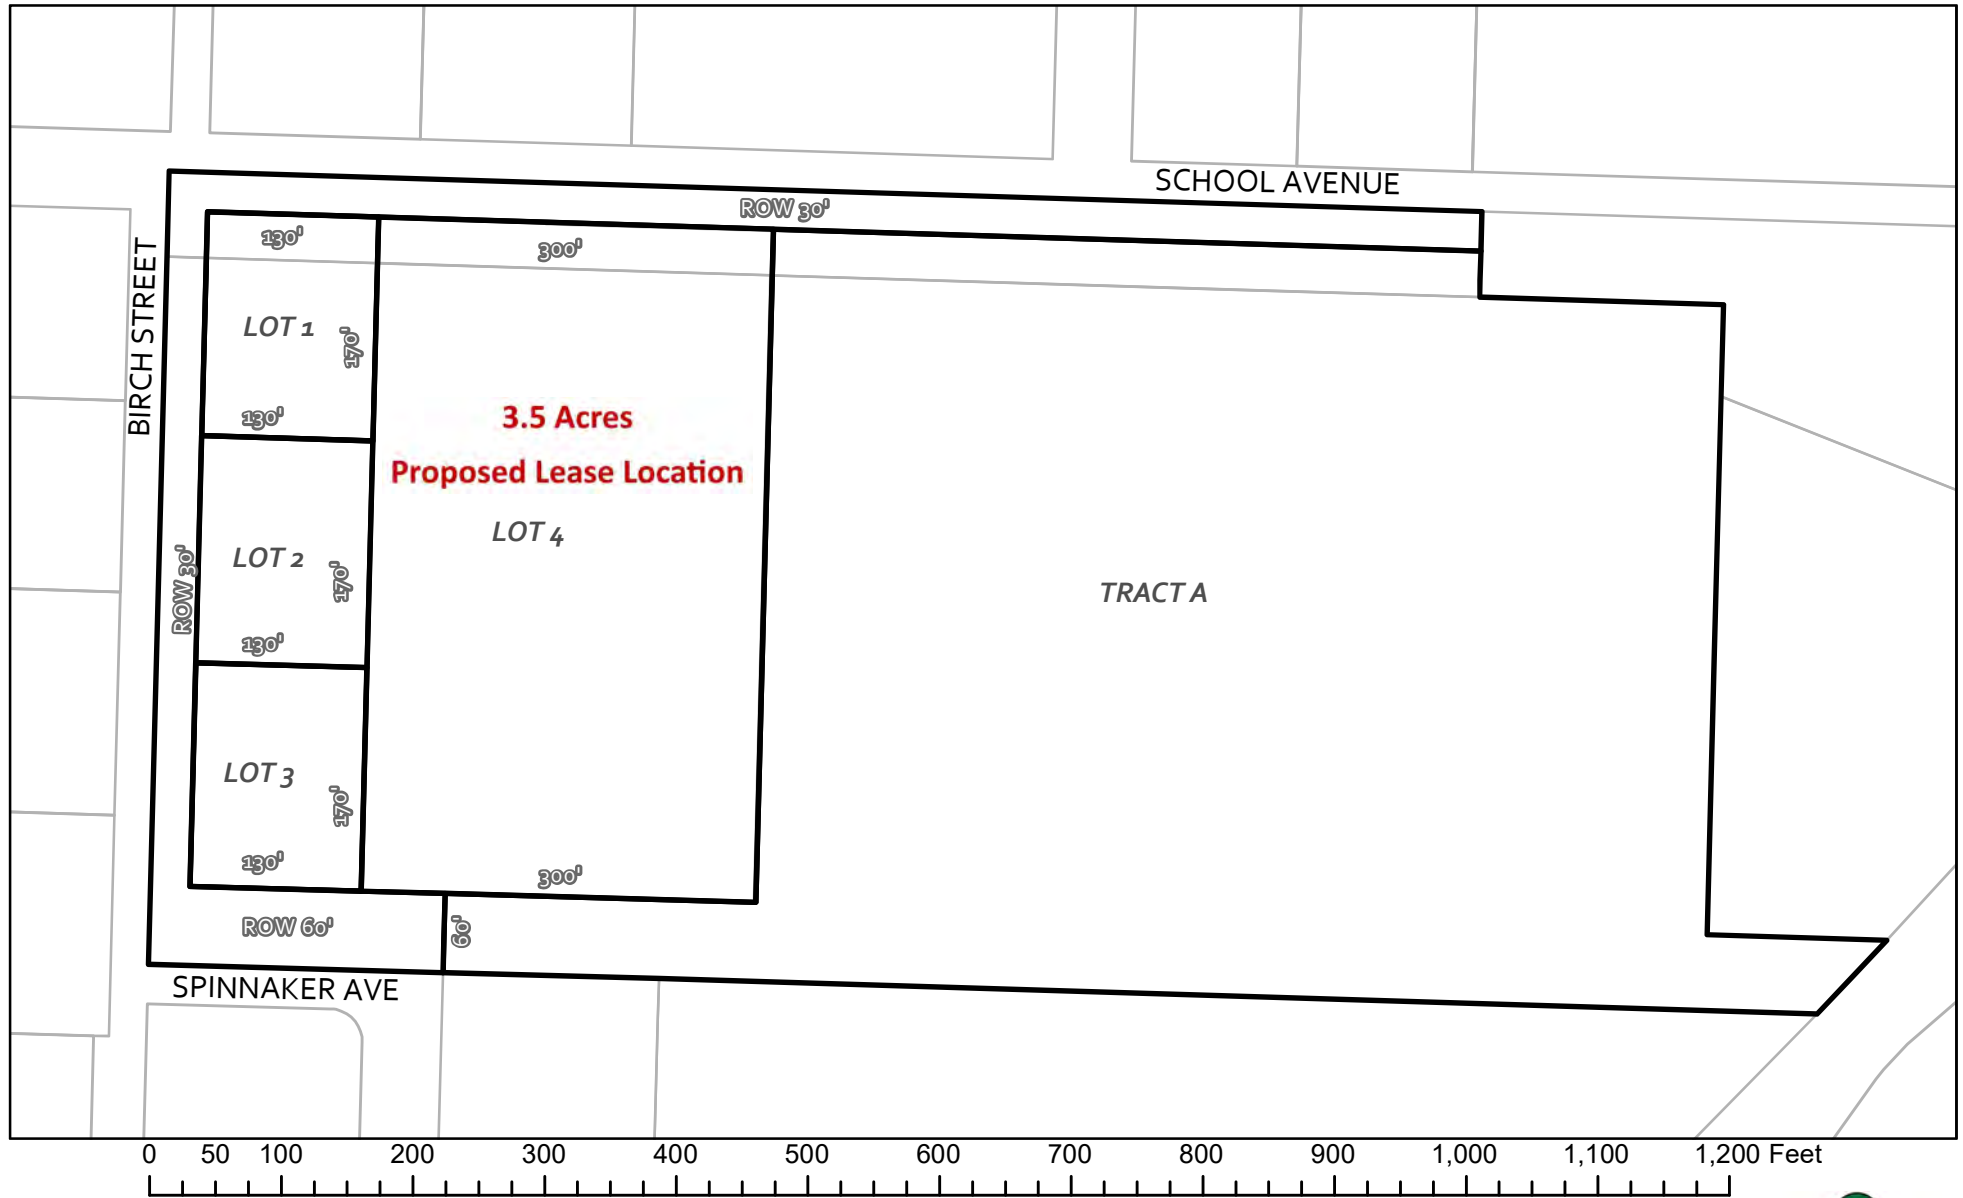 SCHOOL AVENUE
ROW 30'
130'
300'
BIRCH STREET
LOT 1
170'
130'
3.5 Acres
Proposed Lease Location
LOT 4
LOT 2
170'
ROW 30'
TRACT A
130'
LOT 3
170'
130'
300'
ROW 60'
60'
SPINNAKER AVE
0 50 100 200 300 400 500 600 700 800 900 1,000 1,100 1,200 Feet